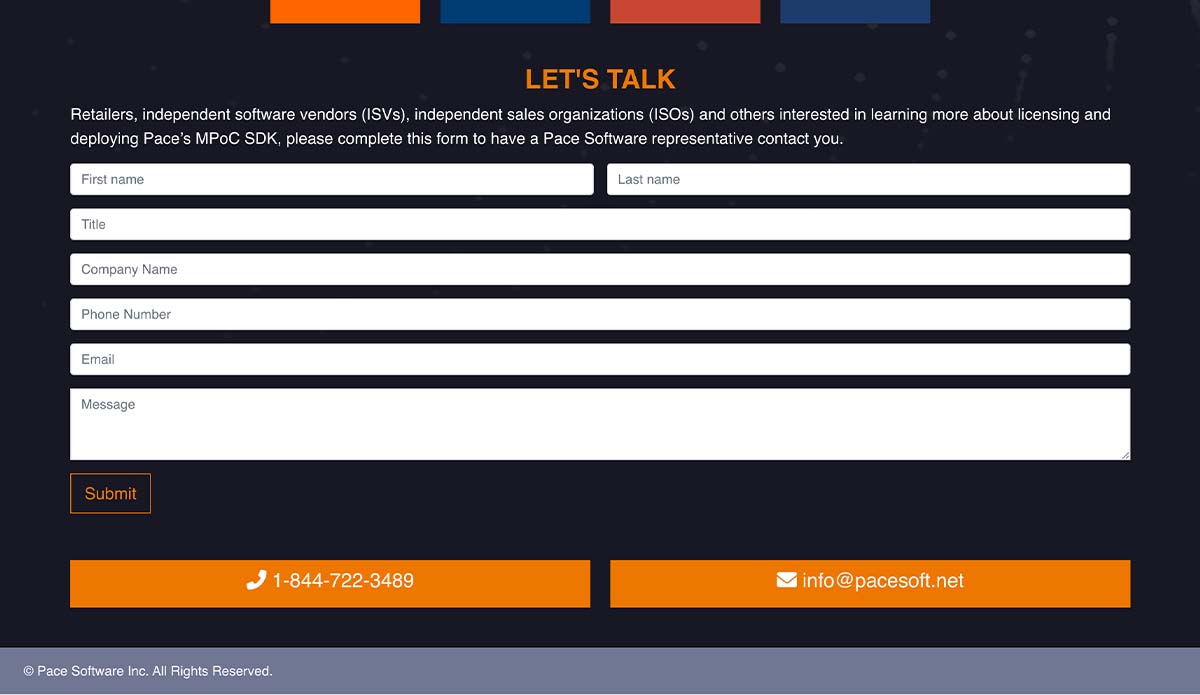 LET'S TALK
Retailers, independent software vendors (ISVs), independent sales organizations (ISOs) and others interested in learning more about licensing and
deploying Pace’s MPoC SDK, please complete this form to have a Pace Software representative contact you.
First name
Last name
Title
Company Name
Phone Number
Email
Message
Submit
1-844-722-3489
info@pacesoft.net
© Pace Software Inc. All Rights Reserved.